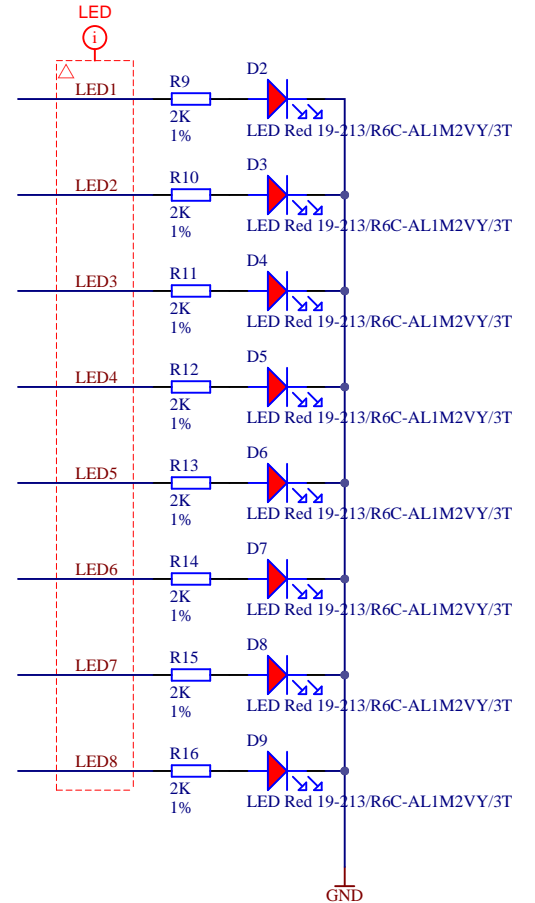 LED
i
LED1
R9
2K
1%
D2
LED Red 19-213/R6C-AL1M2VY/3T
LED2
R10
2K
1%
D3
LED Red 19-213/R6C-AL1M2VY/3T
LED3
R11
2K
1%
D4
LED Red 19-213/R6C-AL1M2VY/3T
LED4
R12
2K
1%
D5
LED Red 19-213/R6C-AL1M2VY/3T
LED5
R13
2K
1%
D6
LED Red 19-213/R6C-AL1M2VY/3T
LED6
R14
2K
1%
D7
LED Red 19-213/R6C-AL1M2VY/3T
LED7
R15
2K
1%
D8
LED Red 19-213/R6C-AL1M2VY/3T
LED8
R16
2K
1%
D9
LED Red 19-213/R6C-AL1M2VY/3T
GND